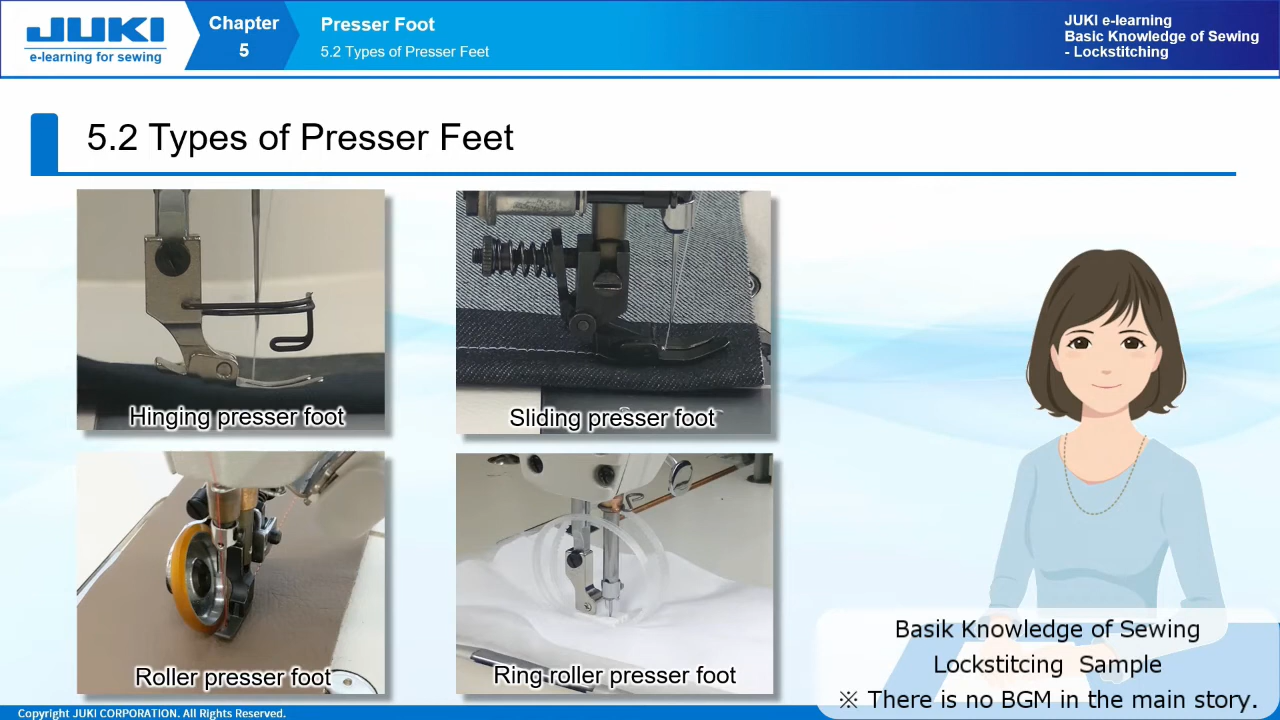 JUKI
e-learning for sewing
Chapter
5
Presser Foot
5.2 Types of Presser Feet
JUKI e-learning
Basic Knowledge of Sewing
- Lockstitching
5.2 Types of Presser Feet
Hinging presser foot
Sliding presser foot
Roller presser foot
Ring roller presser foot
Basik Knowledge of Sewing
Lockstitcing Sample
※ There is no BGM in the main story.
Copyright JUKI CORPORATION. All Rights Reserved.